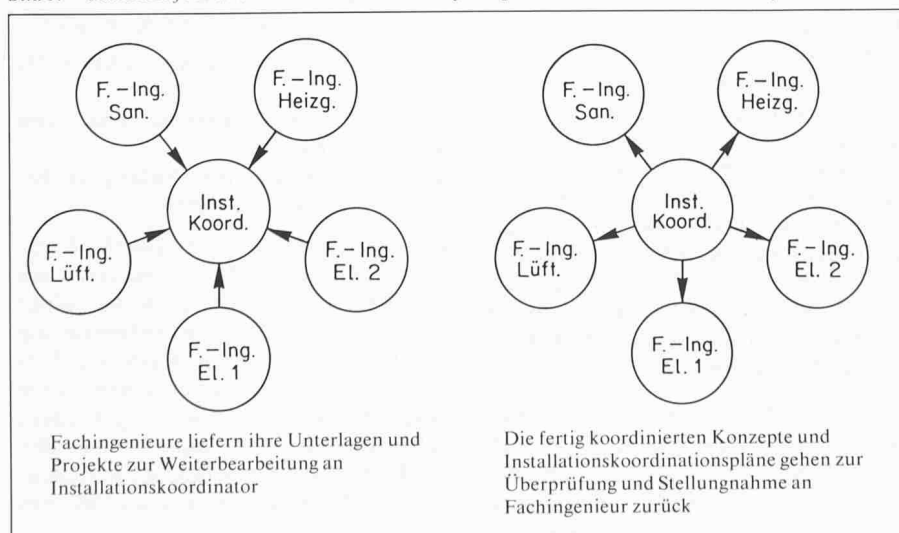 F.–Ing.
San.
F.–Ing.
Heizg.
Inst.
Koord.
F.–Ing.
Lüft.
F.–Ing.
El. 2
F.–Ing.
El. 1
Fachingenieure liefern ihre Unterlagen und
Projekte zur Weiterbearbeitung an
Installationskoordinator
F.–Ing.
San.
F.–Ing.
Heizg.
Inst.
Koord.
F.–Ing.
Lüft.
F.–Ing.
El. 2
F.–Ing.
El. 1
Die fertig koordinierten Konzepte und
Installationskoordinationspläne gehen zur
Überprüfung und Stellungnahme an
Fachingenieur zurück